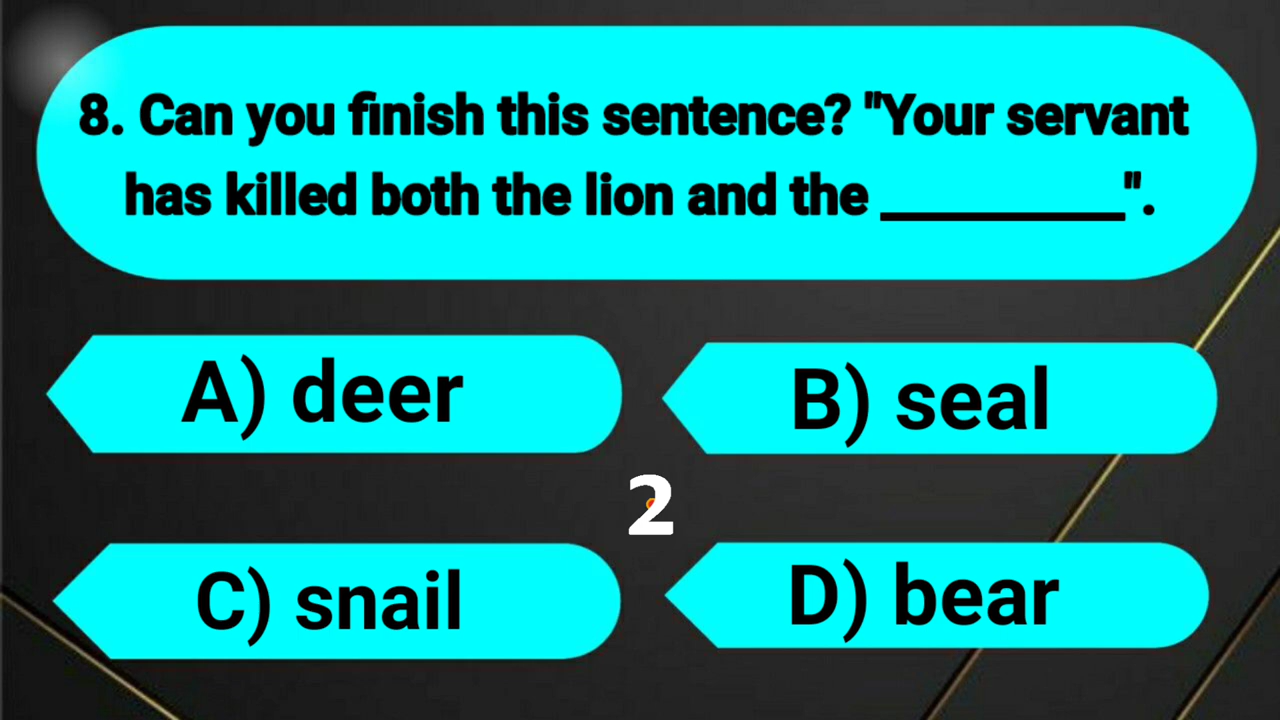 8. Can you finish this sentence? "Your servant
has killed both the lion and the __________".
A) deer
B) seal
2
C) snail
D) bear